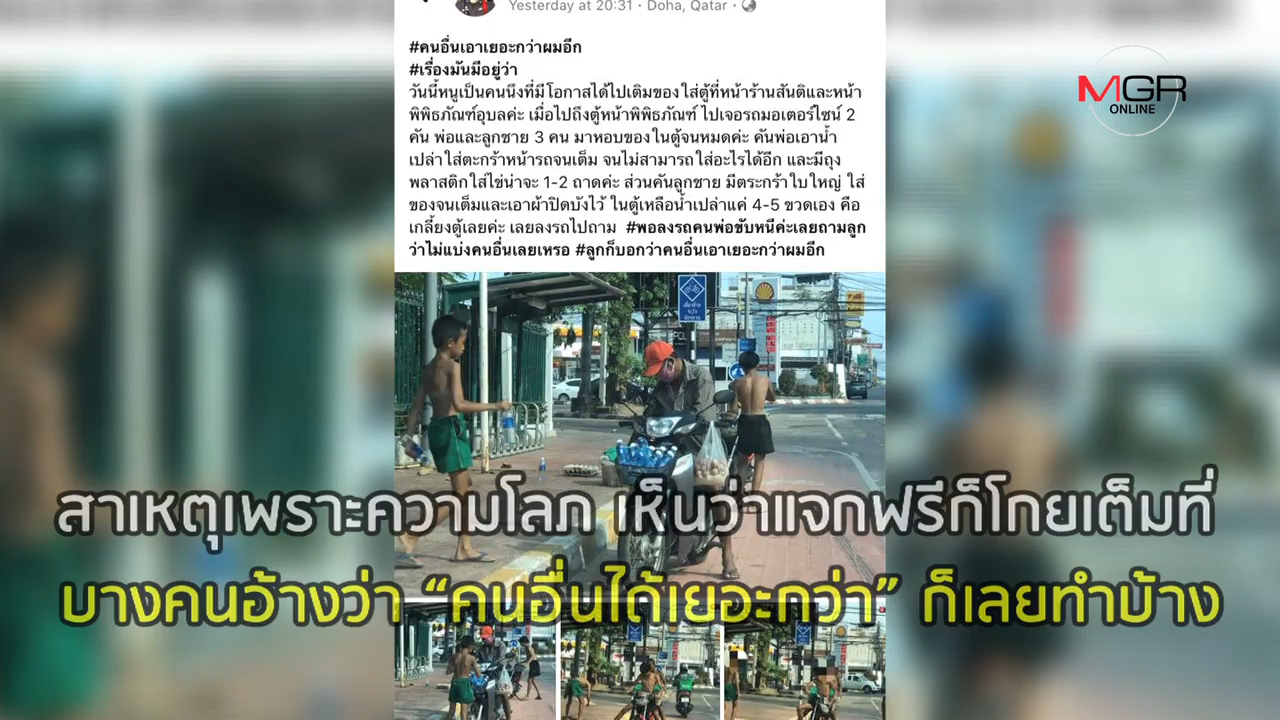 Yesterday at 20:31 · Doha, Qatar ·
#คนอื่นเอาเยอะกว่าผมอีก
#เรื่องมันมีอยู่ว่า
วันนี้หนูเป็นคนนึงที่มีโอกาสได้ไปเติมของใส่ตู้ที่หน้าร้านสันติและหน้า
พิพิธภัณฑ์อุบลค่ะ เมื่อไปถึงตู้หน้าพิพิธภัณฑ์ ไปเจอรถมอเตอร์ไซน์ 2
คัน พ่อและลูกชาย 3 คน มาหอบของในตู้จนหมดค่ะ คันพ่อเอาน้ำ
เปล่าใส่ตะกร้าหน้ารถจนเต็ม จนไม่สามารถใส่อะไรได้อีก และมีถุง
พลาสติกใส่ไข่น่าจะ 1-2 ถาดค่ะ ส่วนคันลูกชาย มีตระกร้าใบใหญ่ ใส่
ของจนเต็มและเอาผ้าปิดบังไว้ ในตู้เหลือน้ำเปล่าแค่ 4-5 ขวดเอง คือ
เกลี้ยงตู้เลยค่ะ เลยลงรถไปถาม #พอลงรถคนพ่อขับหนีค่ะเลยถามลูก
ว่าไม่แบ่งคนอื่นเลยเหรอ #ลูกก็บอกว่าคนอื่นเอาเยอะกว่าผมอีก
MGR
ONLINE
สาเหตุเพราะความโลภ เห็นว่าแจกฟรีก็โกยเต็มที่
บางคนอ้างว่า “คนอื่นได้เยอะกว่า” ก็เลยทำบ้าง